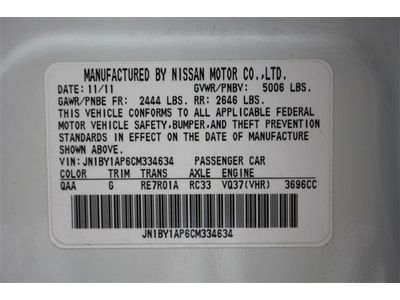 MANUFACTURED BY NISSAN MOTOR CO.,LTD.
DATE: 11/11 GVWR/PNBV: 5006 LBS.
GAWR/PNBE FR: 2444 LBS. RR: 2646 LBS.
THIS VEHICLE CONFORMS TO ALL APPLICABLE FEDERAL
MOTOR VEHICLE SAFETY,BUMPER,AND THEFT PREVENTION
STANDARDS IN EFFECT ON THE DATE OF MANUFACTURE
SHOWN ABOVE.
VIN: JN1BY1AP6CM334634 PASSENGER CAR
COLOR TRIM TRANS AXLE ENGINE
QAA G RE7R01A RC33 VQ37(VHR) 3696CC
JN1BY1AP6CM334634